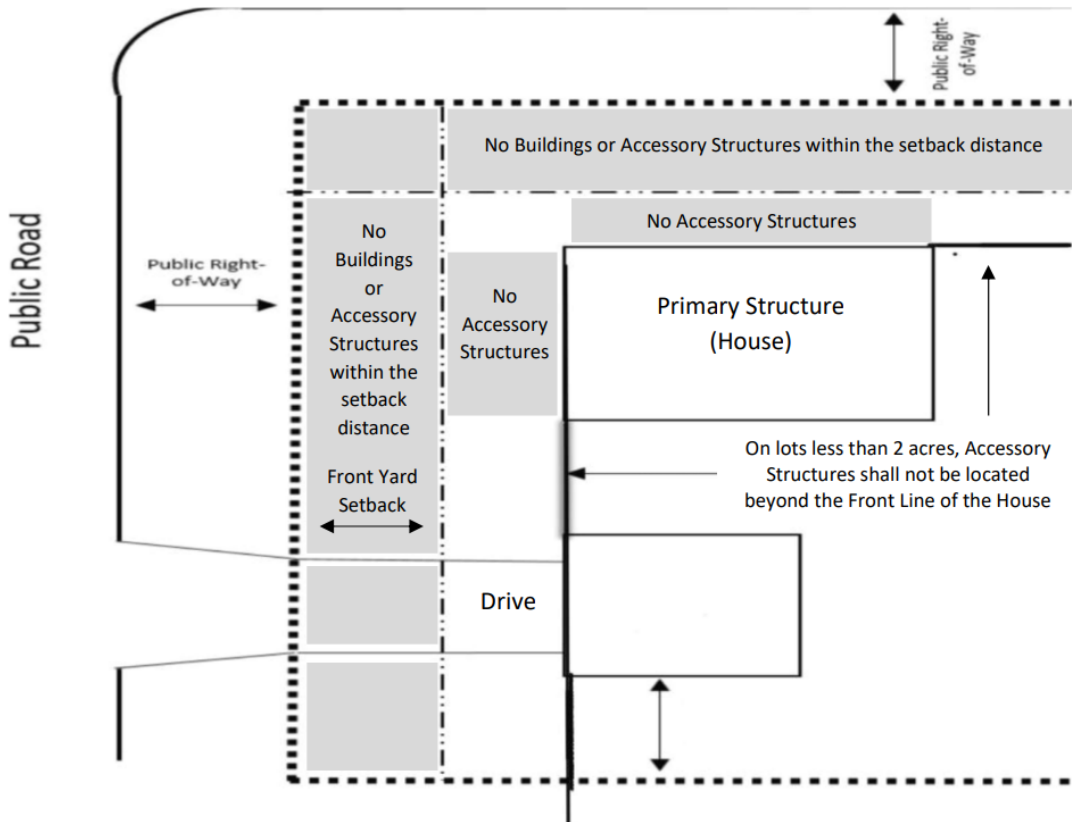 Public Right-
of-Way
No Buildings or Accessory Structures within the setback distance
No Accessory Structures
Public Road
Public Right-
of-Way
No
Buildings
or
Accessory
Structures
within the
setback
distance
Front Yard
Setback
No
Accessory
Structures
Primary Structure
(House)
On lots less than 2 acres, Accessory
Structures shall not be located
beyond the Front Line of the House
Drive